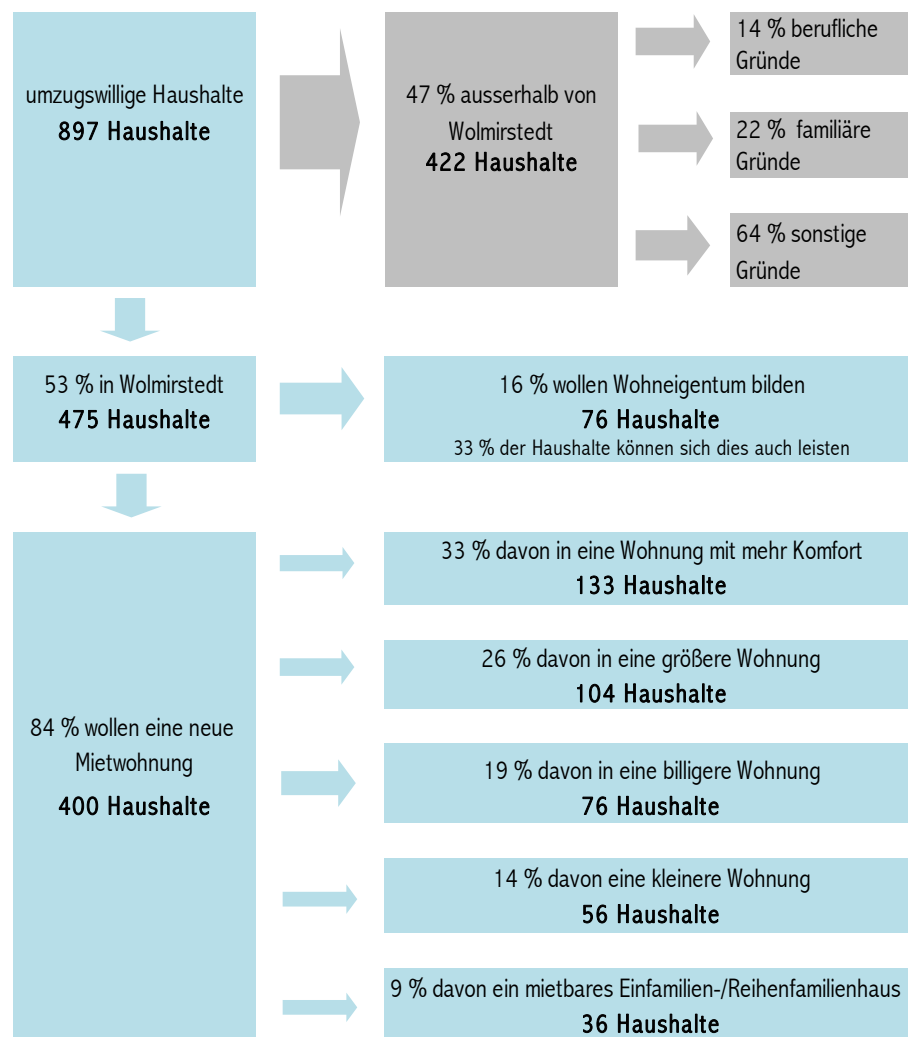 umzugswillige Haushalte
897 Haushalte
47 % ausserhalb von
Wolmirstedt
422 Haushalte
14 % berufliche
Gründe
22 % familiäre
Gründe
64 % sonstige
Gründe
53 % in Wolmirstedt
475 Haushalte
16 % wollen Wohneigentum bilden
76 Haushalte
33 % der Haushalte können sich dies auch leisten
84 % wollen eine neue
Mietwohnung
400 Haushalte
33 % davon in eine Wohnung mit mehr Komfort
133 Haushalte
26 % davon in eine größere Wohnung
104 Haushalte
19 % davon in eine billigere Wohnung
76 Haushalte
14 % davon eine kleinere Wohnung
56 Haushalte
9 % davon ein mietbares Einfamilien-/Reihenfamilienhaus
36 Haushalte